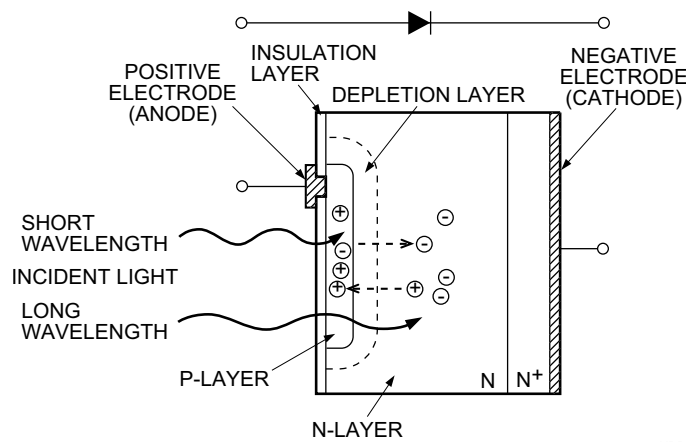 INSULATION
LAYER
NEGATIVE
ELECTRODE
(CATHODE)
POSITIVE
ELECTRODE
(ANODE)
DEPLETION LAYER
SHORT
WAVELENGTH
INCIDENT LIGHT
LONG
WAVELENGTH
P-LAYER
N N+
N-LAYER